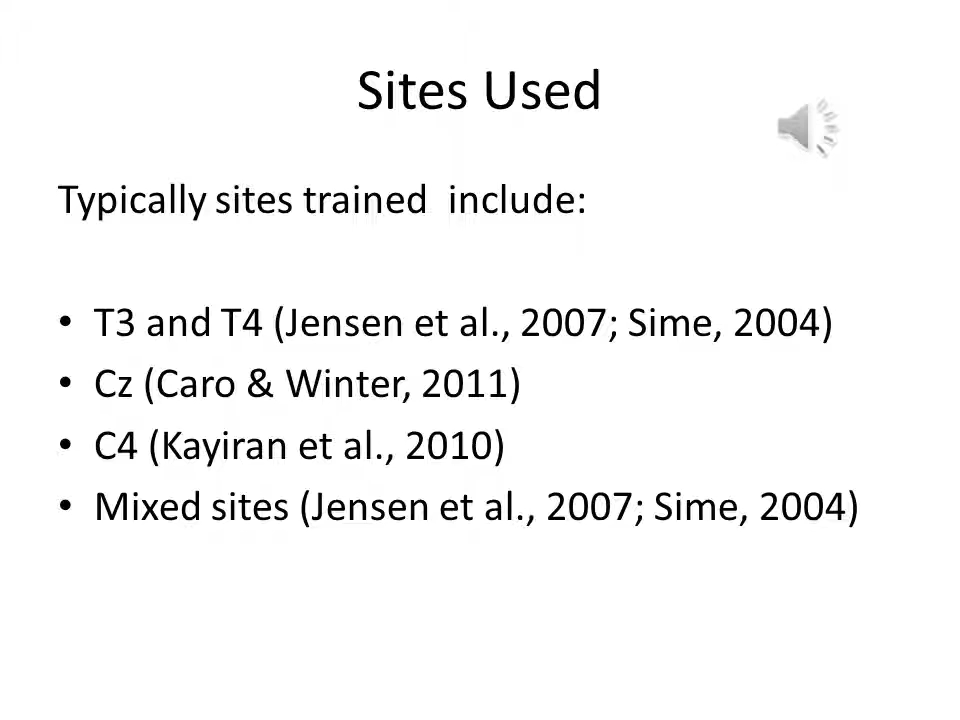 Sites Used
Typically sites trained  include:
• T3 and T4 (Jensen et al., 2007; Sime, 2004)
• Cz (Caro & Winter, 2011)
• C4 (Kayiran et al., 2010)
• Mixed sites (Jensen et al., 2007; Sime, 2004)